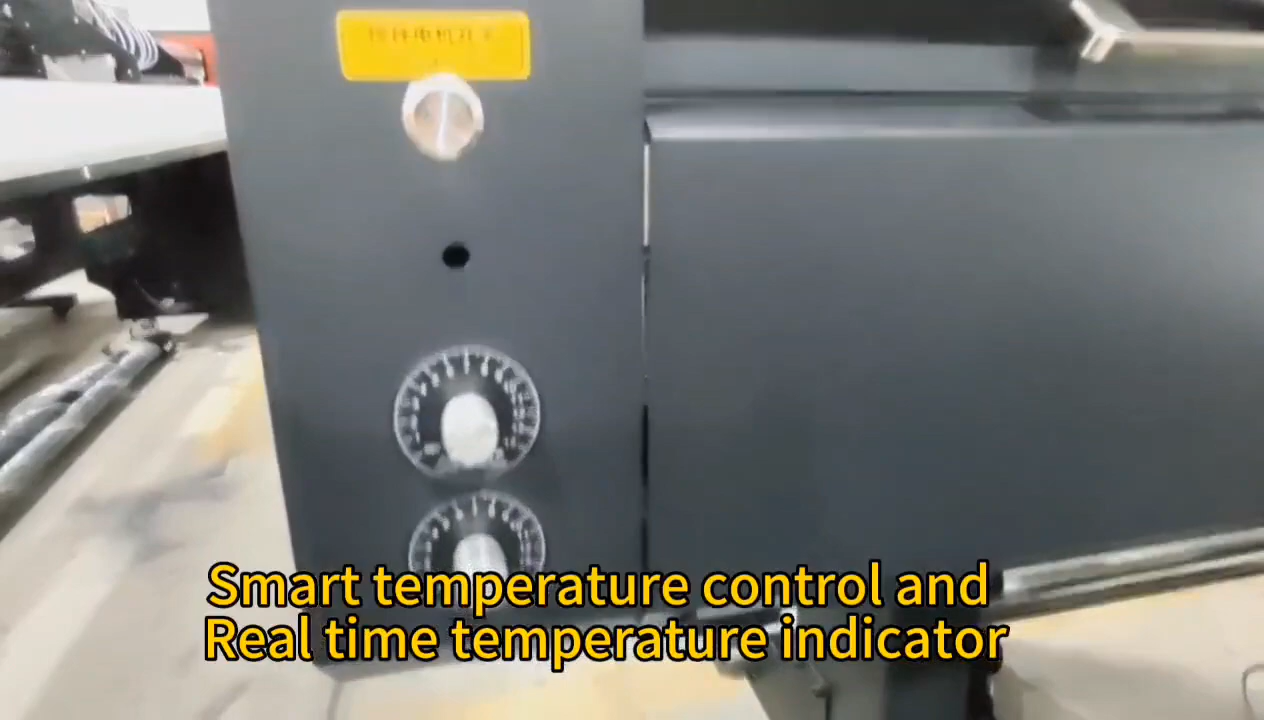 Smart temperature control and
Real time temperature indicator